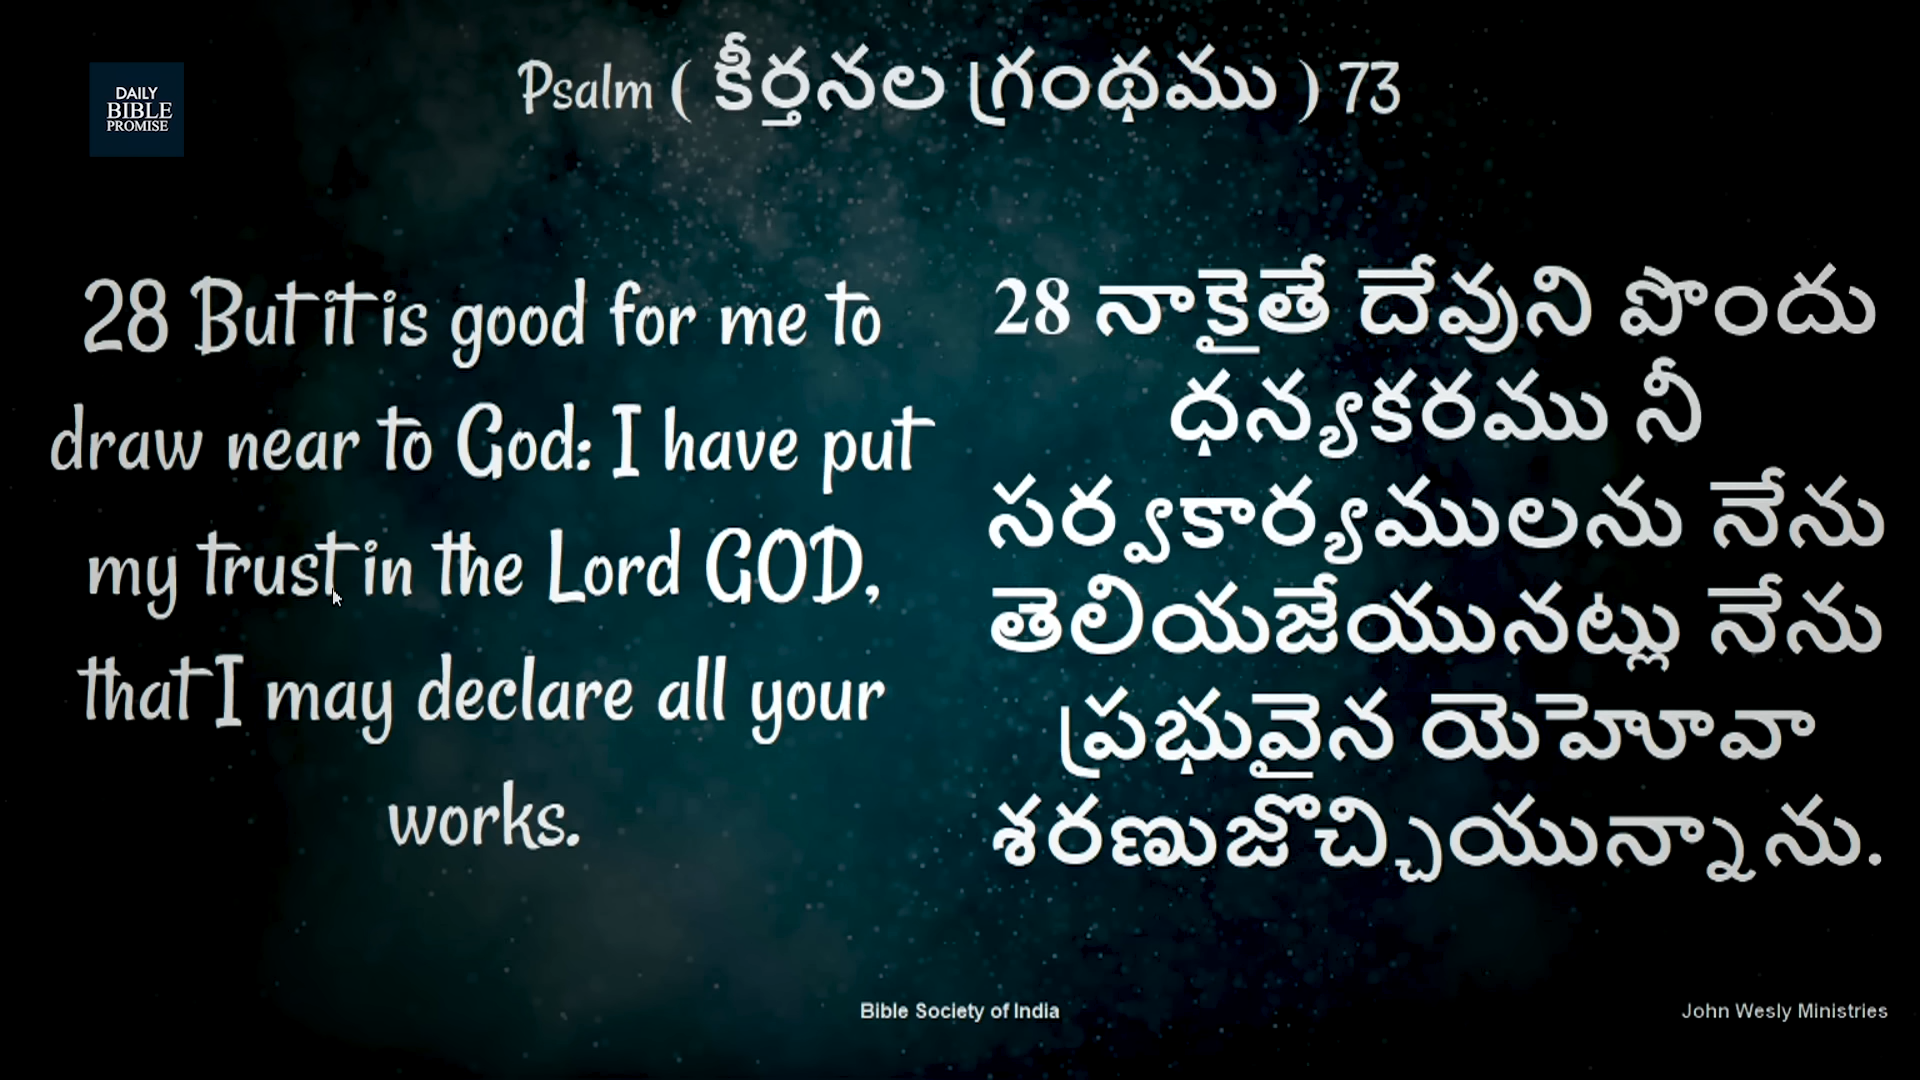 DAILY
BIBLE
PROMISE
Psalm ( కీర్తనల గ్రంథము ) 73
28 But it is good for me to
draw near to God: I have put
my trust in the Lord GOD,
that I may declare all your
works.
28 నాకైతే దేవుని పొందు
ధన్యకరము నీ
సర్వకార్యములను నేను
తెలియజేయునట్లు నేను
ప్రభువైన యెహోవా
శరణుజొచ్చియున్నాను.
Bible Society of India
John Wesly Ministries